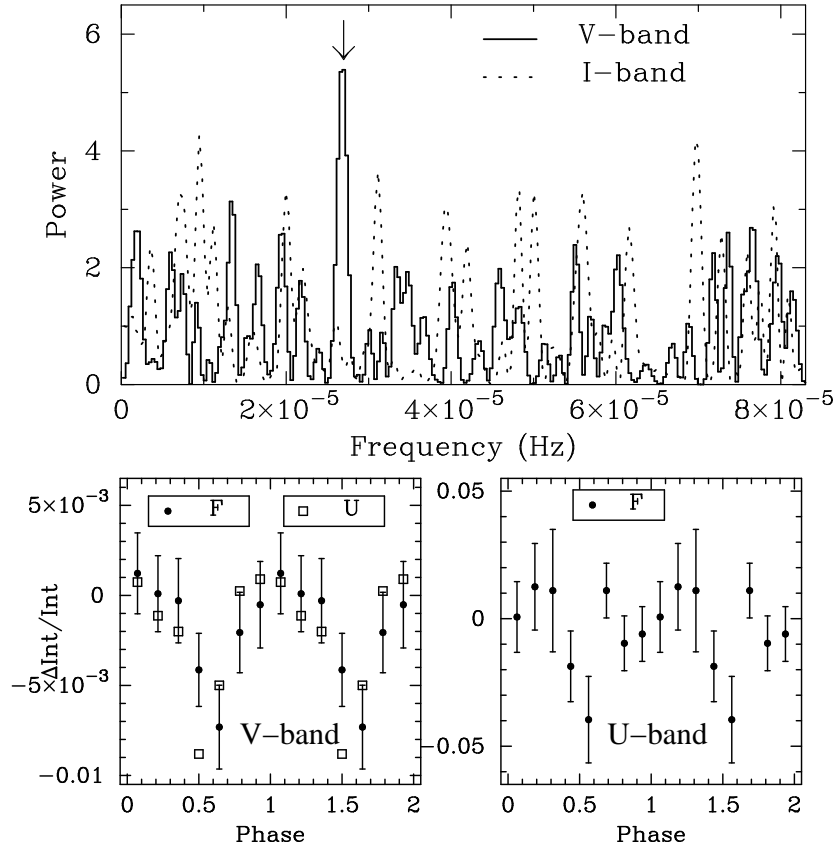 6
4
2
0
Power
V−band
I−band
0
2×10⁻⁵
4×10⁻⁵
6×10⁻⁵
8×10⁻⁵
Frequency (Hz)
5×10⁻³
0
−5×10⁻³
−0.01
ΔInt/Int
F
U
V−band
0
0.5
1
1.5
2
Phase
0.05
0
−0.05
F
U−band
0
0.5
1
1.5
2
Phase